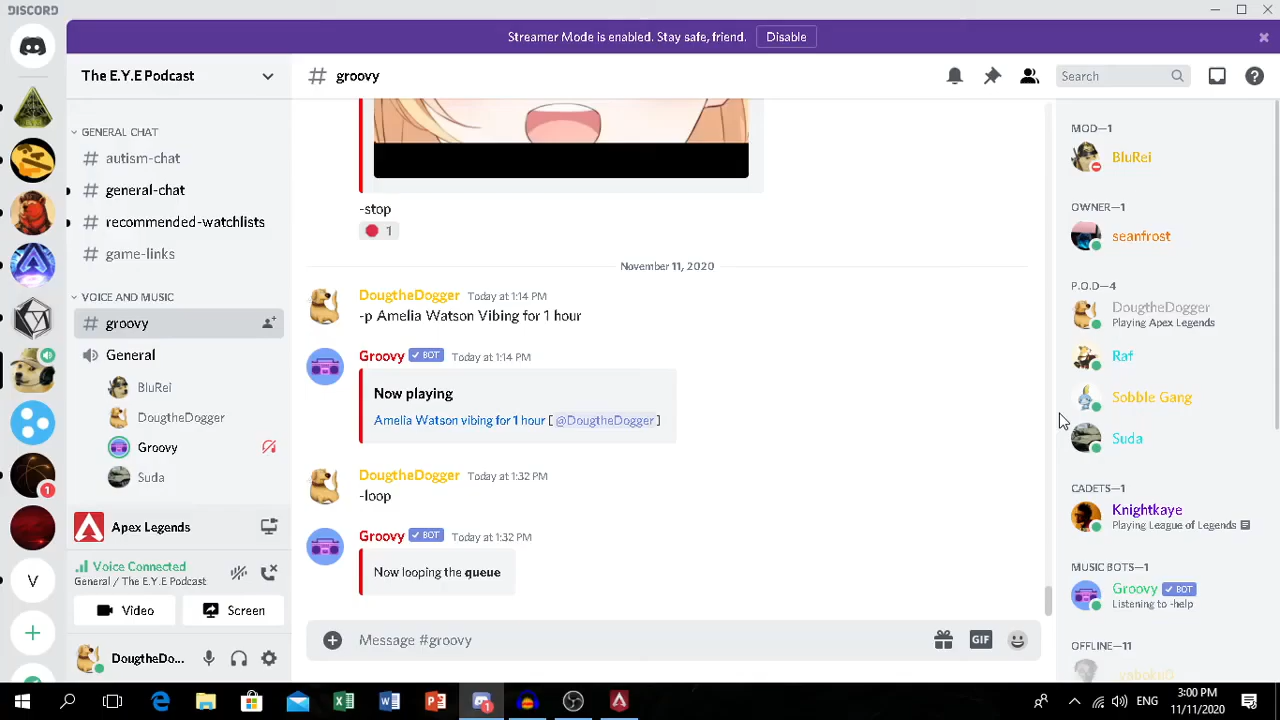 DISCORD
Streamer Mode is enabled. Stay safe, friend. Disable
The E.Y.E Podcast
groovy
Search
GENERAL CHAT
autism-chat
general-chat
recommended-watchlists
game-links
VOICE AND MUSIC
groovy
General
BluRei
DougtheDogger
Groovy
Suda
Apex Legends
Voice Connected
General / The E.Y.E Podcast
Video
Screen
DougtheDo...
1
V
-stop
1
November 11, 2020
DougtheDogger Today at 1:14 PM
-p Amelia Watson Vibing for 1 hour
Groovy BOT Today at 1:14 PM
Now playing
Amelia Watson vibing for 1 hour [ @DougtheDogger ]
DougtheDogger Today at 1:32 PM
-loop
Groovy BOT Today at 1:32 PM
Now looping the queue
Message #groovy
GIF
MOD—1
BluRei
OWNER—1
seanfrost
P.O.D—4
DougtheDogger
Playing Apex Legends
Raf
Sobble Gang
Suda
CADETS—1
Knightkaye
Playing League of Legends
MUSIC BOTS—1
Groovy BOT
Listening to -help
OFFLINE—11
ENG
3:00 PM
11/11/2020